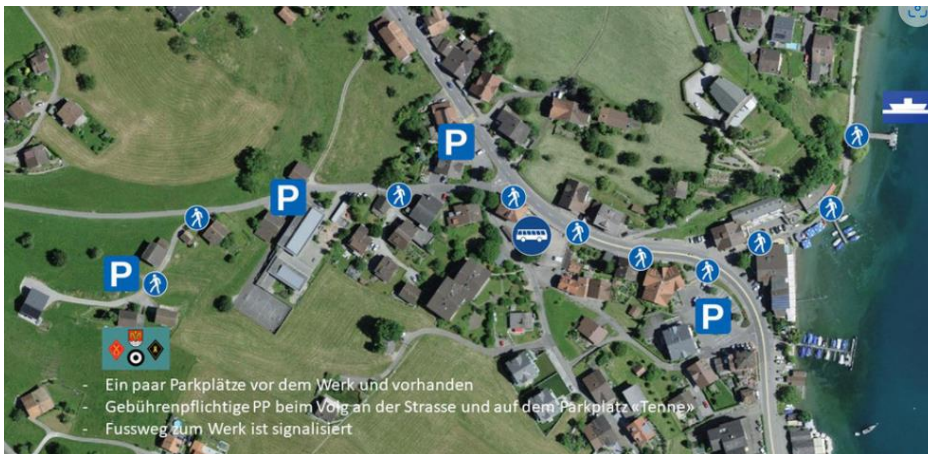 P
P
P
P
- Ein paar Parkplätze vor dem Werk und vorhanden
- Gebührenpflichtige PP beim Volg an der Strasse und auf dem Parkplatz «Tenne»
- Fussweg zum Werk ist signalisiert